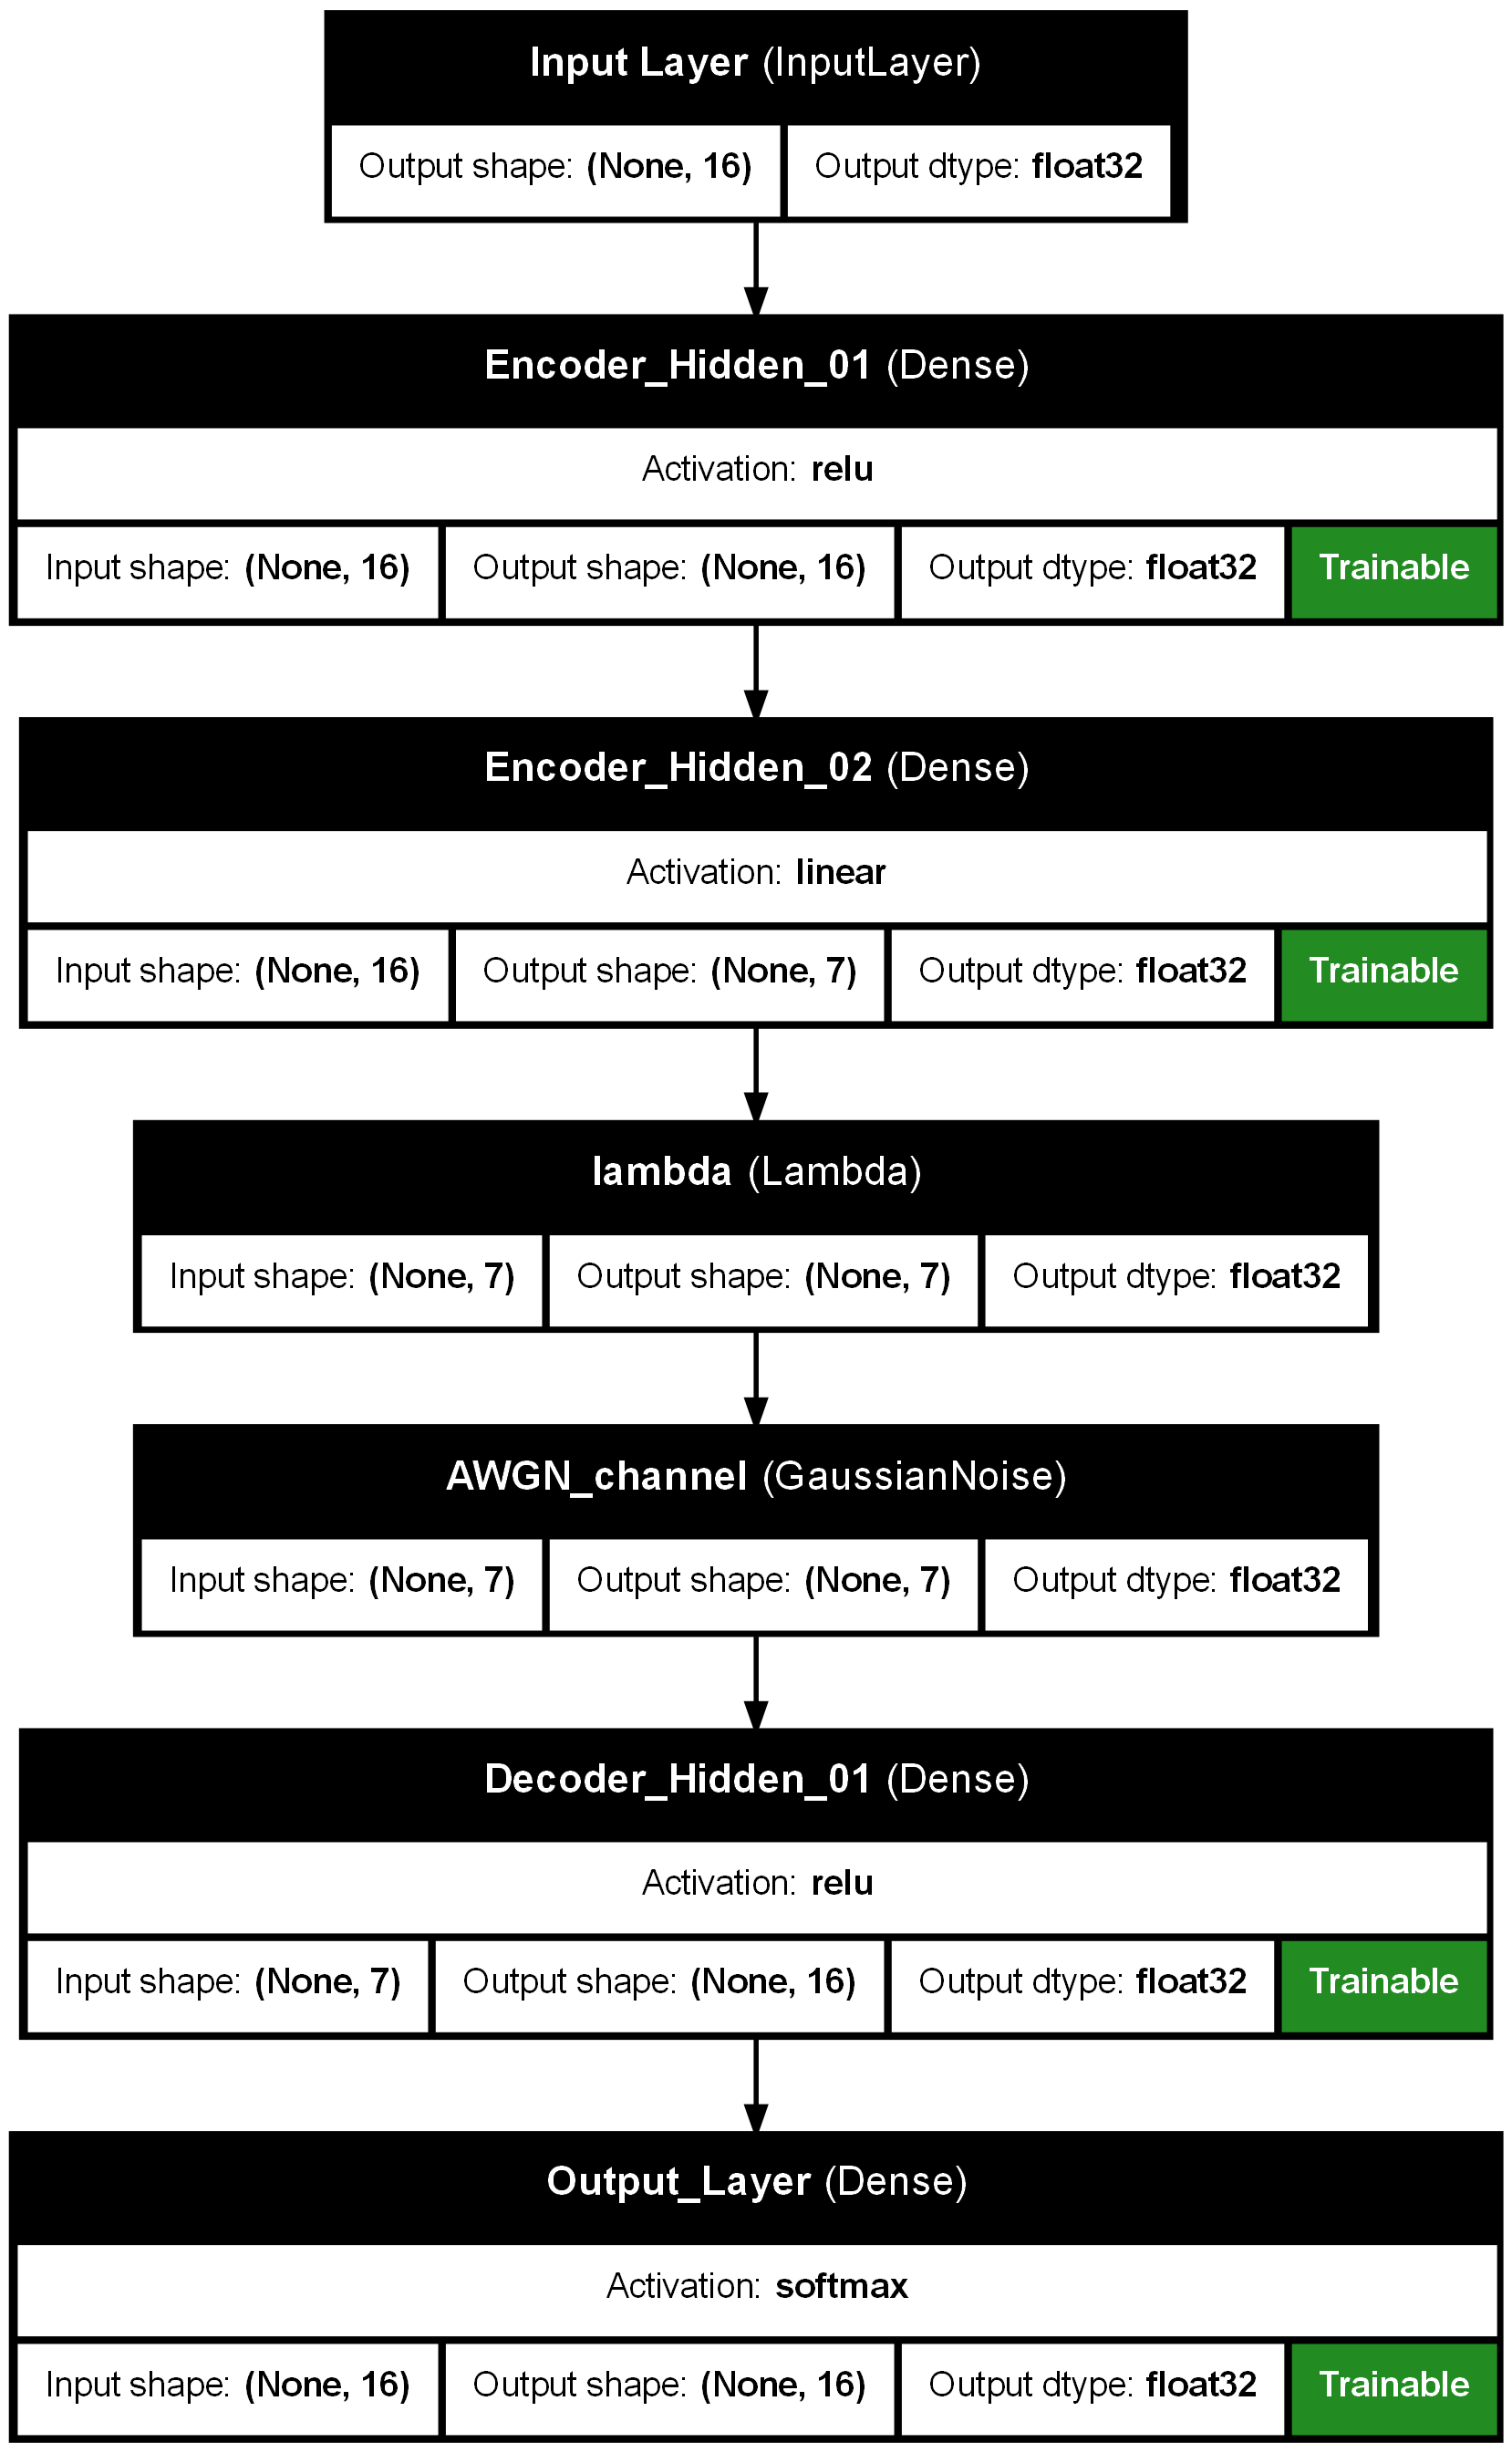 Input Layer (InputLayer)
Output shape: (None, 16) Output dtype: float32
Encoder_Hidden_01 (Dense)
Activation: relu
Input shape: (None, 16) Output shape: (None, 16) Output dtype: float32 Trainable
Encoder_Hidden_02 (Dense)
Activation: linear
Input shape: (None, 16) Output shape: (None, 7) Output dtype: float32 Trainable
lambda (Lambda)
Input shape: (None, 7) Output shape: (None, 7) Output dtype: float32
AWGN_channel (GaussianNoise)
Input shape: (None, 7) Output shape: (None, 7) Output dtype: float32
Decoder_Hidden_01 (Dense)
Activation: relu
Input shape: (None, 7) Output shape: (None, 16) Output dtype: float32 Trainable
Output_Layer (Dense)
Activation: softmax
Input shape: (None, 16) Output shape: (None, 16) Output dtype: float32 Trainable